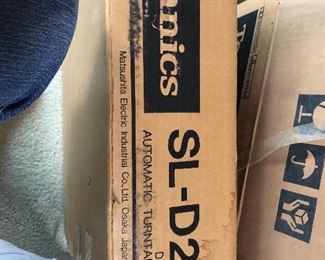 nics
SL-D2
AUTOMATIC TURNTA
D
Matsushita Electric Industrial Co., Ltd. Osaka Japan